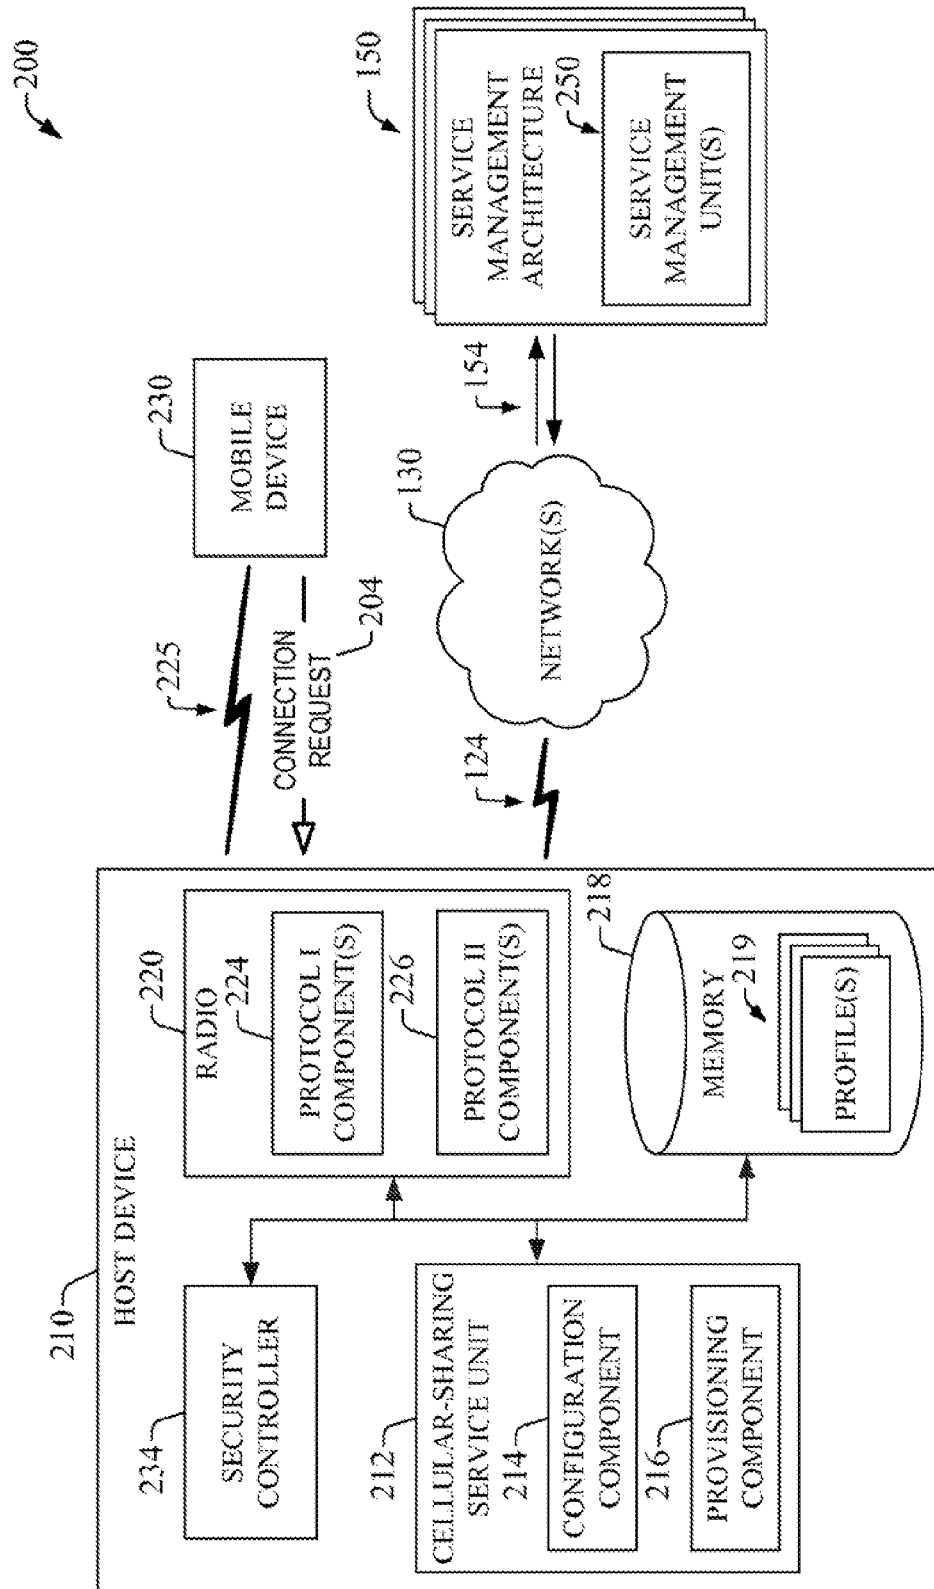 200
210
HOST DEVICE
234
SECURITY
CONTROLLER
220
RADIO
224
PROTOCOL I
COMPONENT(S)
226
PROTOCOL II
COMPONENT(S)
212
CELLULAR-SHARING
SERVICE UNIT
214
CONFIGURATION
COMPONENT
216
PROVISIONING
COMPONENT
218
MEMORY
219
PROFILE(S)
225
CONNECTION
REQUEST
204
230
MOBILE
DEVICE
124
130
NETWORK(S)
154
150
SERVICE
MANAGEMENT
ARCHITECTURE
250
SERVICE
MANAGEMENT
UNIT(S)